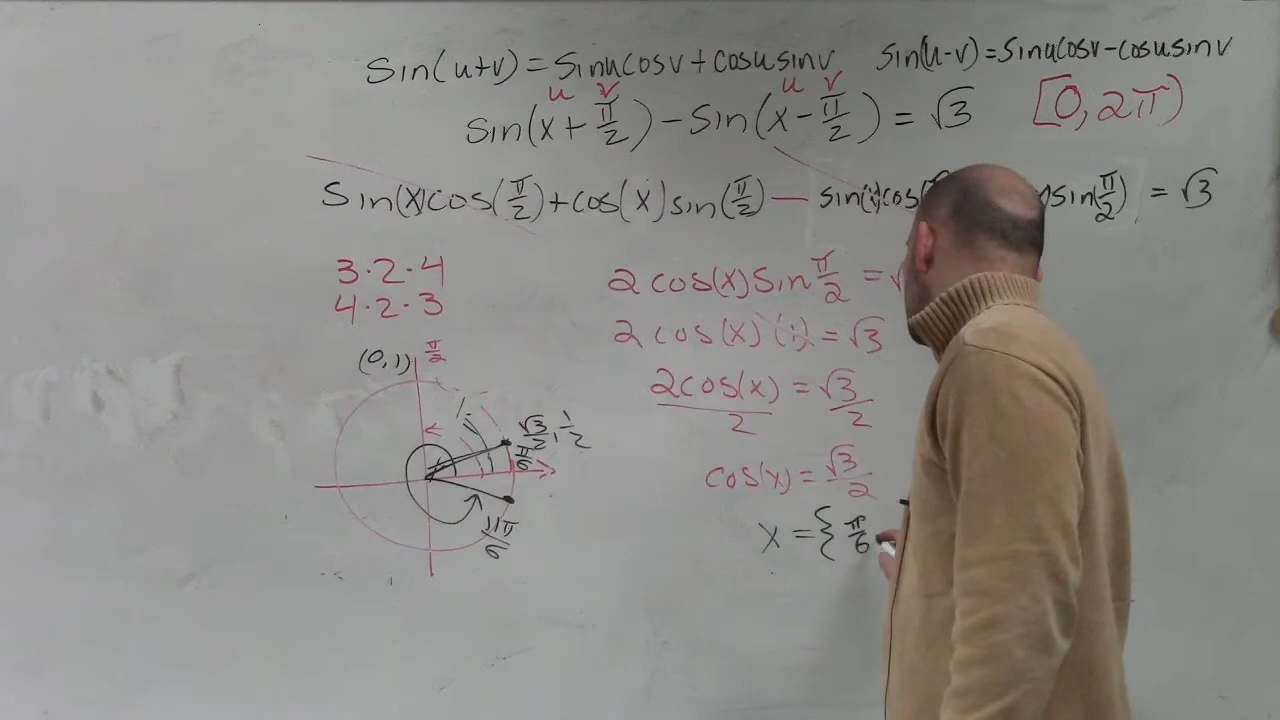 sin(u+v)=sinucosv+cosusinv sin(u-v)=sinucosv-cosusinv
u v u v
sin(x+π/2)-sin(x-π/2)=√3 [0,2π)
sin(x)cos(π/2)+cos(x)sin(π/2)— sin(x)cos( sin(π/2) = √3
3·2·4
4·2·3
2cos(x)sin π/2 =
2cos(x)(1)=√3
2cos(x)/2 = √3/2
cos(x)=√3/2
x={π/6
(0,1) π/2
√3/2, 1/2
π/6
11π/6